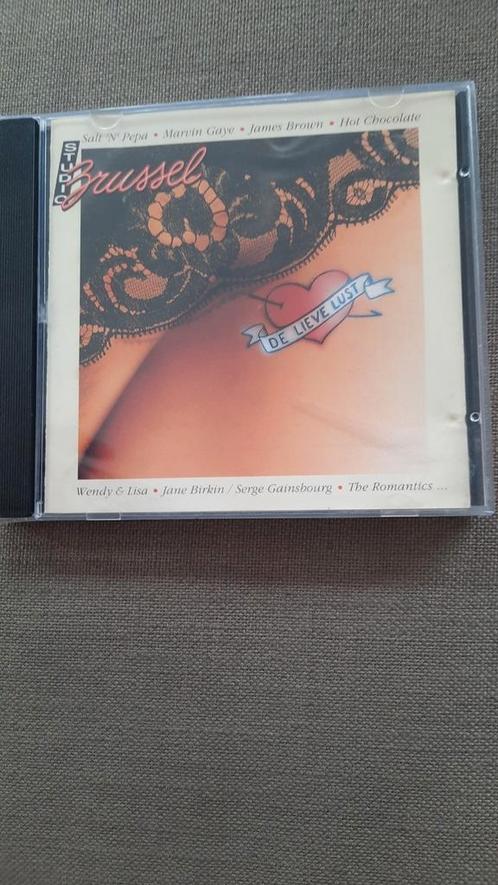 Salt 'N' Pepa • Marvin Gaye • James Brown • Hot Chocolate
STUDIO
Brussel
DE LIEVE LUST
Wendy & Lisa • Jane Birkin / Serge Gainsbourg • The Romantics ...